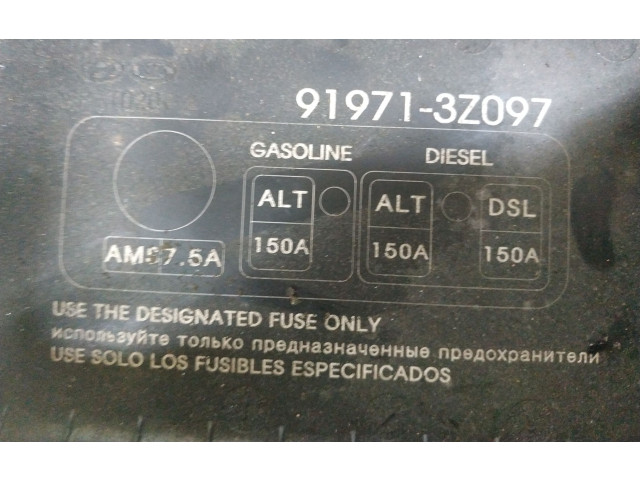 91971-3Z097
GASOLINE DIESEL
ALT ALT DSL
150A 150A 150A
USE THE DESIGNATED FUSE ONLY
используйте только предназначенные предохранители
USE SOLO LOS FUSIBLES ESPECIFICADOS